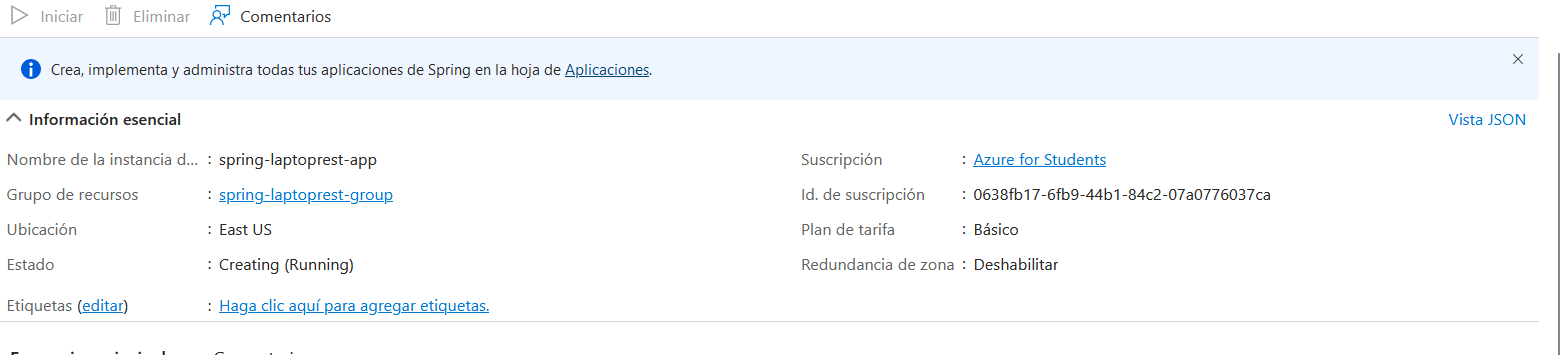 Iniciar Eliminar Comentarios
Crea, implementa y administra todas tus aplicaciones de Spring en la hoja de Aplicaciones.
Información esencial Vista JSON
Nombre de la instancia d... : spring-laptoprest-app
Grupo de recursos : spring-laptoprest-group
Ubicación : East US
Estado : Creating (Running)
Etiquetas (editar) : Haga clic aquí para agregar etiquetas.
Suscripción : Azure for Students
Id. de suscripción : 0638fb17-6fb9-44b1-84c2-07a0776037ca
Plan de tarifa : Básico
Redundancia de zona : Deshabilitar